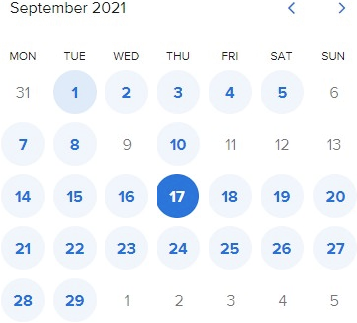 September 2021
MON TUE WED THU FRI SAT SUN
31 1 2 3 4 5 6
7 8 9 10 11 12 13
14 15 16 17 18 19 20
21 22 23 24 25 26 27
28 29 1 2 3 4 5